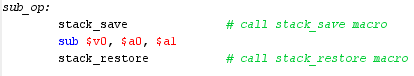 sub_op:
stack_save # call stack_save macro
sub $v0, $a0, $a1
stack_restore # call stack_restore macro